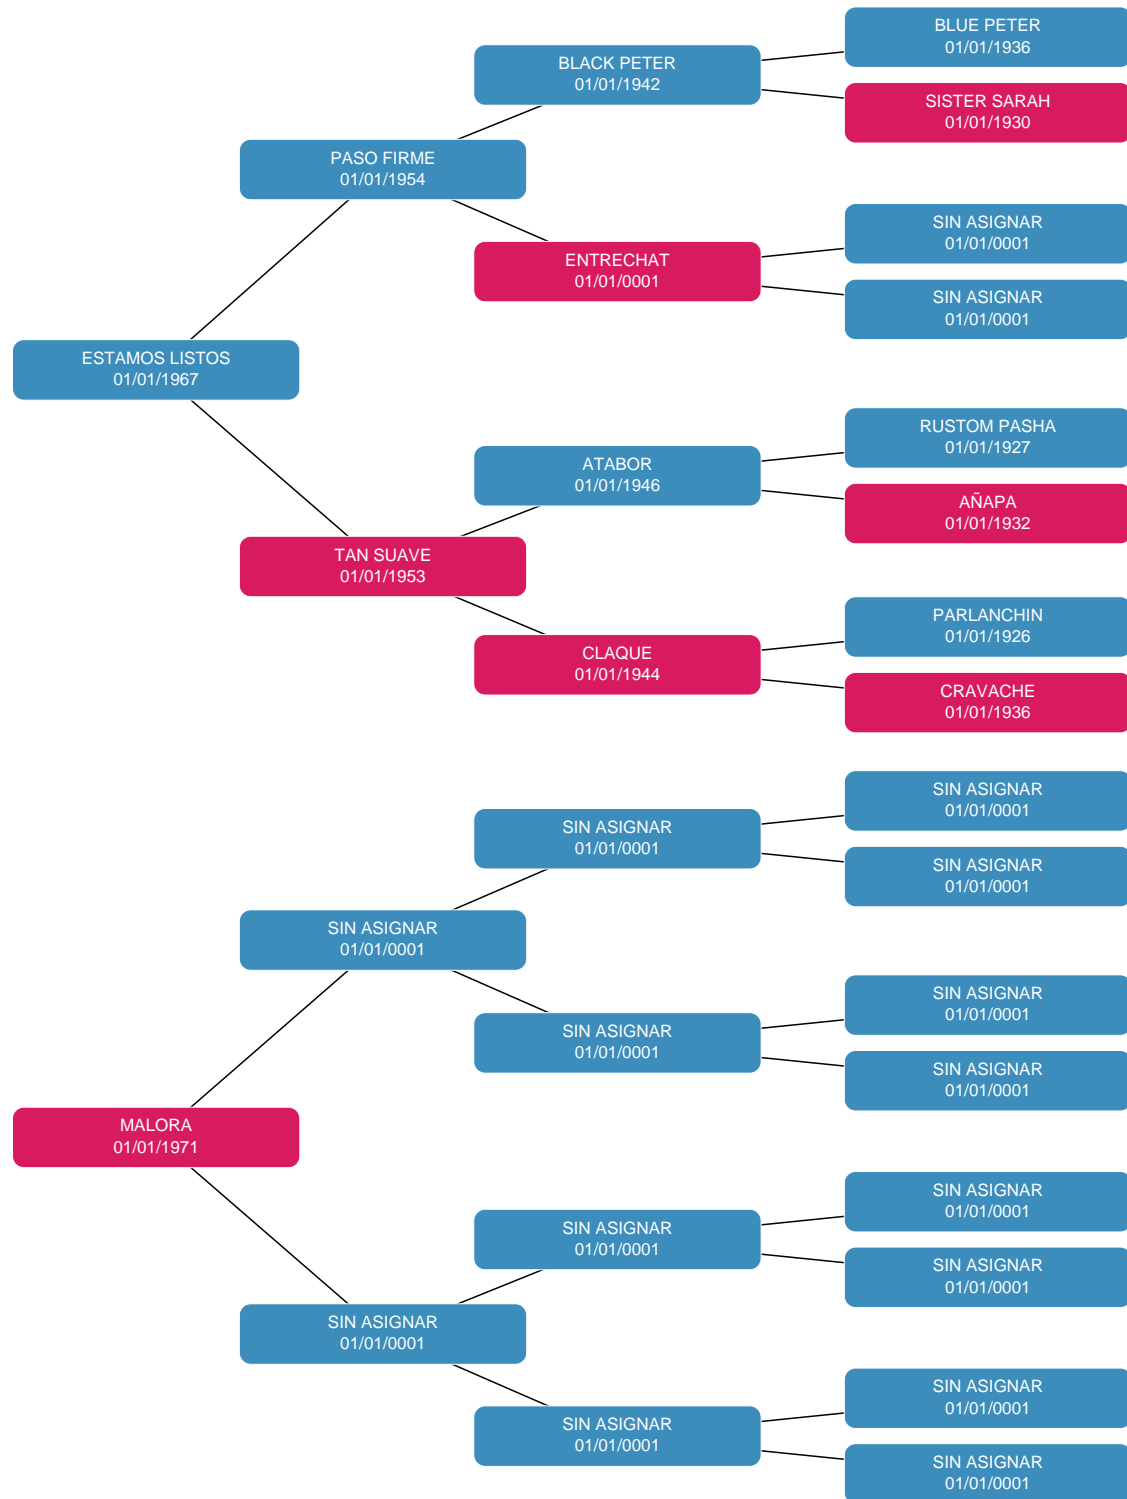 BLUE PETER
01/01/1936
BLACK PETER
01/01/1942
SISTER SARAH
01/01/1930
PASO FIRME
01/01/1954
SIN ASIGNAR
01/01/0001
ENTRECHAT
01/01/0001
SIN ASIGNAR
01/01/0001
ESTAMOS LISTOS
01/01/1967
RUSTOM PASHA
01/01/1927
ATABOR
01/01/1946
AÑAPA
01/01/1932
TAN SUAVE
01/01/1953
PARLANCHIN
01/01/1926
CLAQUE
01/01/1944
CRAVACHE
01/01/1936
SIN ASIGNAR
01/01/0001
SIN ASIGNAR
01/01/0001
SIN ASIGNAR
01/01/0001
SIN ASIGNAR
01/01/0001
SIN ASIGNAR
01/01/0001
SIN ASIGNAR
01/01/0001
SIN ASIGNAR
01/01/0001
MALORA
01/01/1971
SIN ASIGNAR
01/01/0001
SIN ASIGNAR
01/01/0001
SIN ASIGNAR
01/01/0001
SIN ASIGNAR
01/01/0001
SIN ASIGNAR
01/01/0001
SIN ASIGNAR
01/01/0001
SIN ASIGNAR
01/01/0001